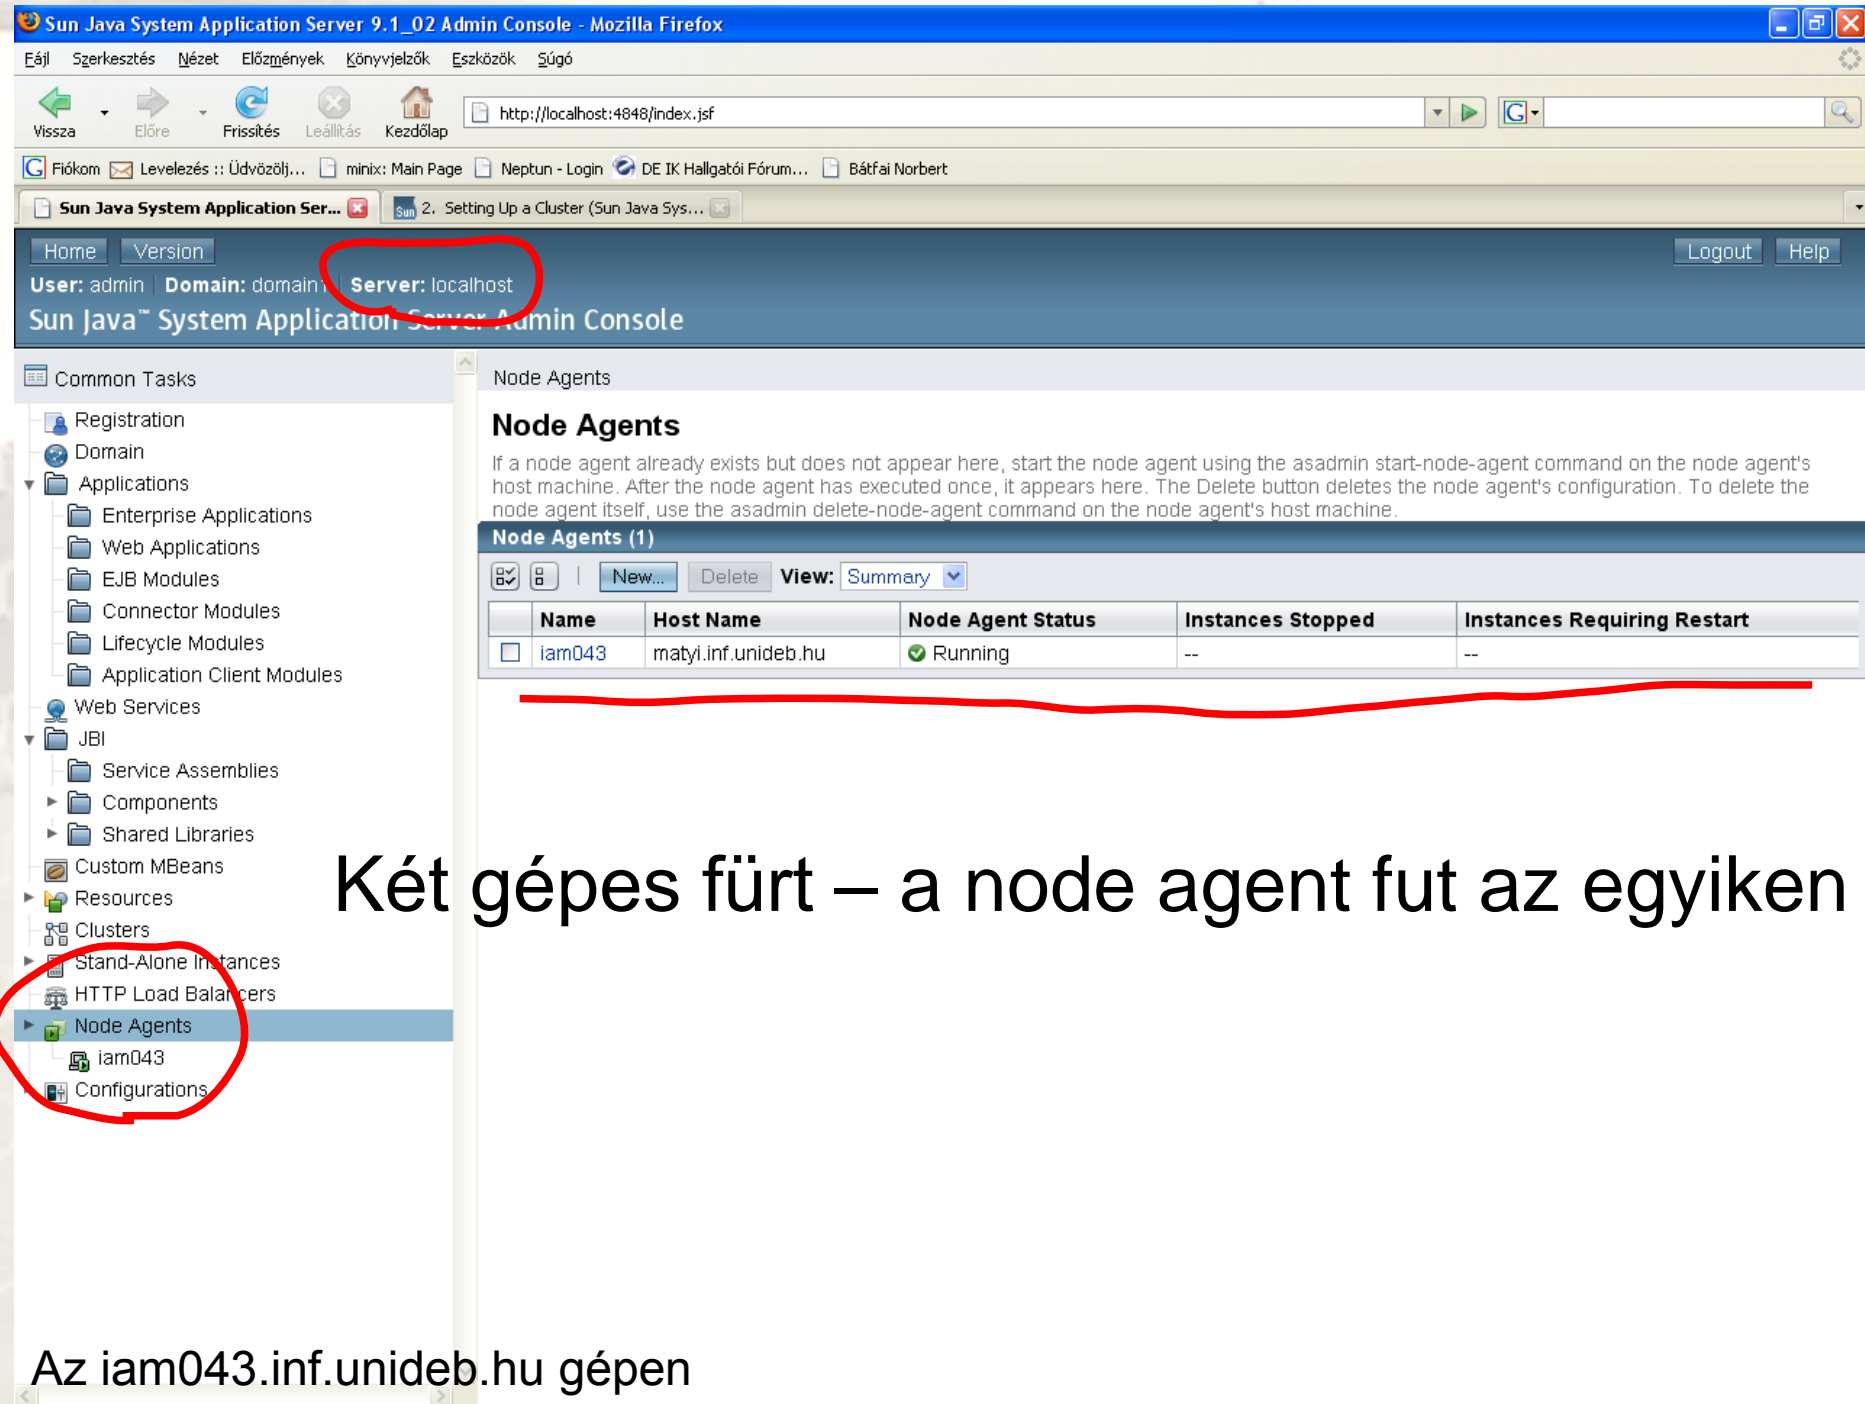 Sun Java System Application Server 9.1_02 Admin Console - Mozilla Firefox
Fájl Szerkesztés Nézet Előzmények Könyvjelzők Eszközök Súgó
Vissza Előre Frissítés Leállítás Kezdőlap http://localhost:4848/index.jsf
Fiókom Levelezés :: Üdvözölj... minix: Main Page Neptun - Login DE IK Hallgatói Fórum... Bátfai Norbert
Sun Java System Application Ser... 2. Setting Up a Cluster (Sun Java Sys...
Home Version Logout Help
User: admin Domain: domain1 Server: localhost
Sun Java™ System Application Server Admin Console
Common Tasks
Registration
Domain
Applications
Enterprise Applications
Web Applications
EJB Modules
Connector Modules
Lifecycle Modules
Application Client Modules
Web Services
JBI
Service Assemblies
Components
Shared Libraries
Custom MBeans
Resources
Clusters
Stand-Alone Instances
HTTP Load Balancers
Node Agents
iam043
Configurations
Node Agents
Node Agents
If a node agent already exists but does not appear here, start the node agent using the asadmin start-node-agent command on the node agent's
host machine. After the node agent has executed once, it appears here. The Delete button deletes the node agent's configuration. To delete the
node agent itself, use the asadmin delete-node-agent command on the node agent's host machine.
Node Agents (1)
New... Delete View: Summary
Name Host Name Node Agent Status Instances Stopped Instances Requiring Restart
iam043 matyi.inf.unideb.hu Running -- --
Két gépes fürt – a node agent fut az egyiken
Az iam043.inf.unideb.hu gépen